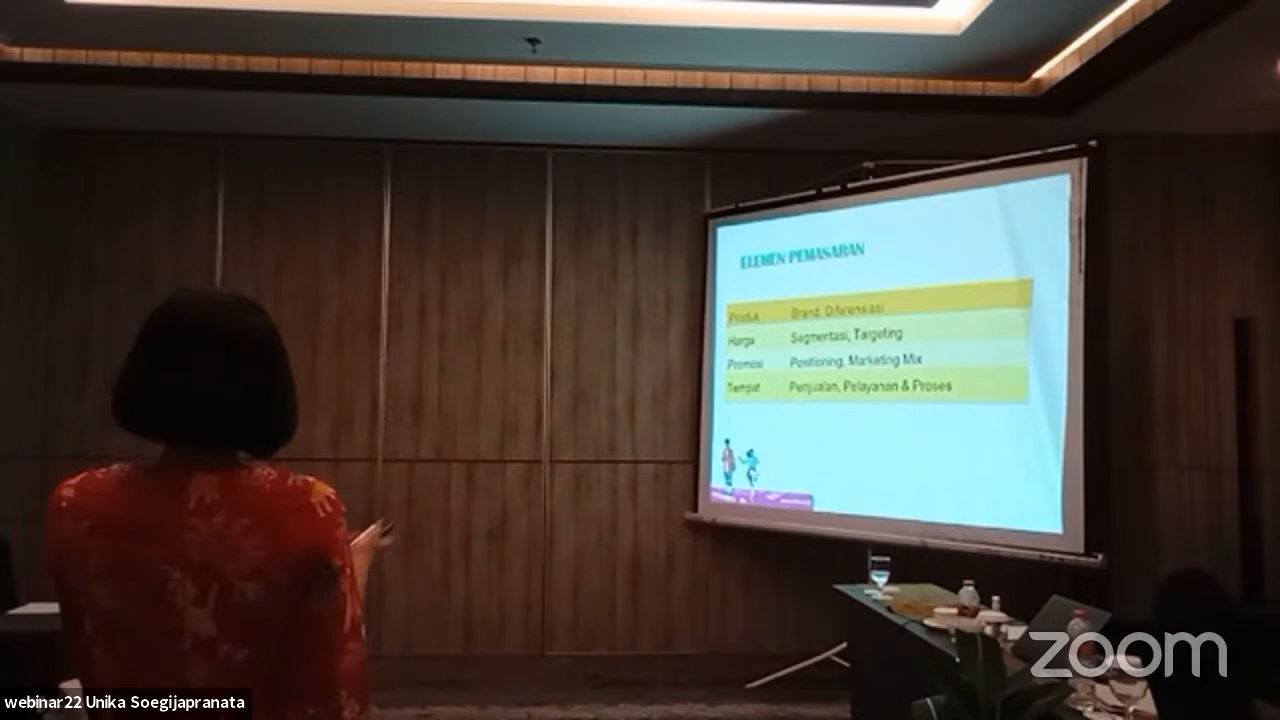 ELEMEN PEMASARAN
Produk Brand, Diferensiasi
Harga Segmentasi, Targeting
Promosi Positioning, Marketing Mix
Tempat Penjualan, Pelayanan & Proses
zoom
webinar22 Unika Soegijapranata